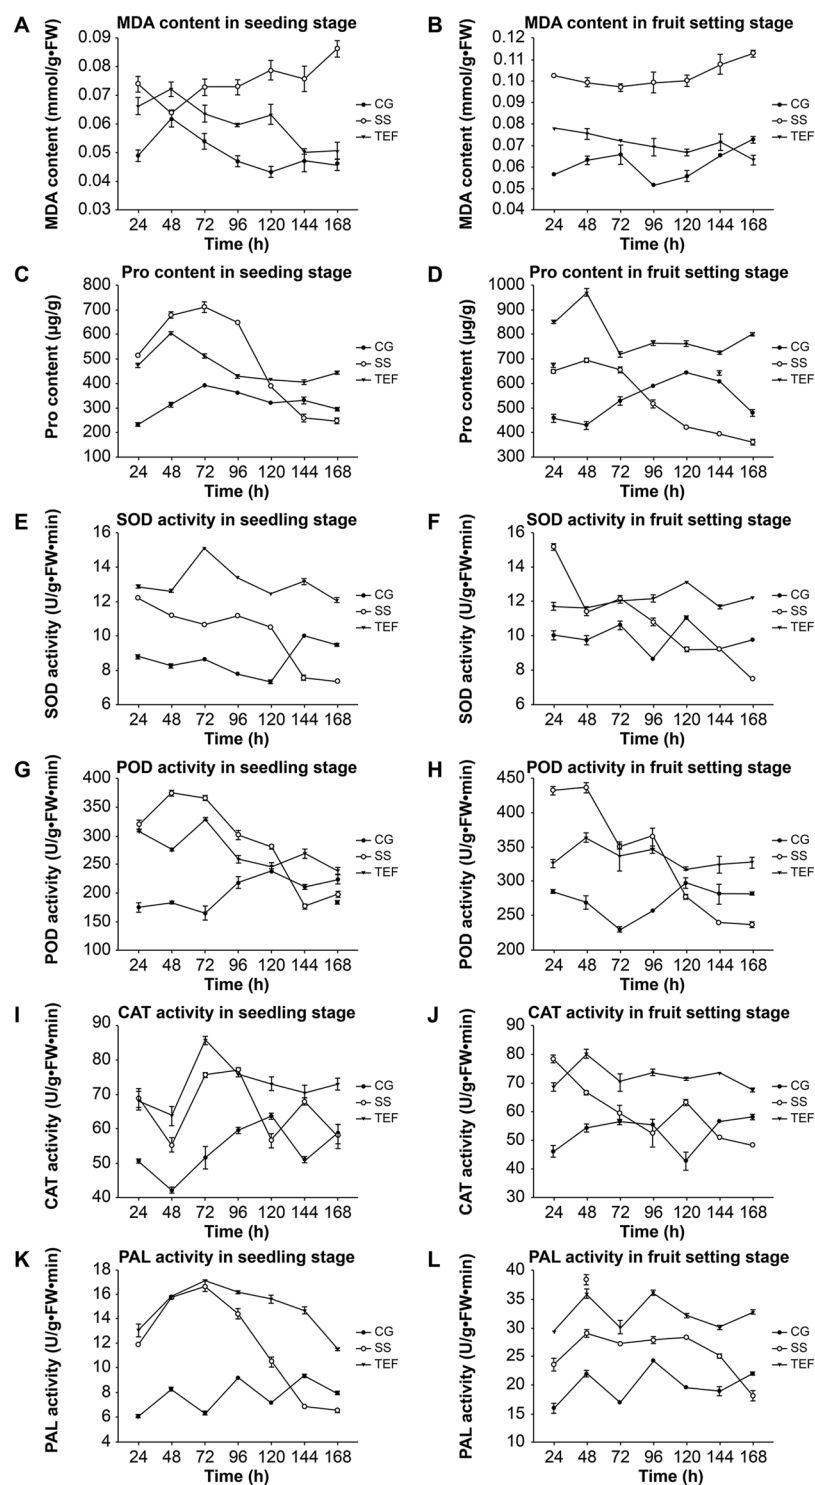 A MDA content in seeding stage
MDA content (mmol/g•FW)
0.09
0.08
0.07
0.06
0.05
0.04
0.03
24 48 72 96 120 144 168
Time (h)
CG
SS
TEF
B MDA content in fruit setting stage
MDA content (mmol/g•FW)
0.12
0.11
0.10
0.09
0.08
0.07
0.06
0.05
0.04
24 48 72 96 120 144 168
Time (h)
CG
SS
TEF
C Pro content in seeding stage
Pro content (μg/g)
800
700
600
500
400
300
200
100
24 48 72 96 120 144 168
Time (h)
CG
SS
TEF
D Pro content in fruit setting stage
Pro content (μg/g)
1000
900
800
700
600
500
400
300
24 48 72 96 120 144 168
Time (h)
CG
SS
TEF
E SOD activity in seedling stage
SOD activity (U/g•FW•min)
16
14
12
10
8
6
24 48 72 96 120 144 168
Time (h)
CG
SS
TEF
F SOD activity in fruit setting stage
SOD activity (U/g•FW•min)
16
14
12
10
8
6
24 48 72 96 120 144 168
Time (h)
CG
SS
TEF
G POD activity in seedling stage
POD activity (U/g•FW•min)
400
350
300
250
200
150
100
24 48 72 96 120 144 168
Time (h)
CG
SS
TEF
H POD activity in fruit setting stage
POD activity (U/g•FW•min)
450
400
350
300
250
200
24 48 72 96 120 144 168
Time (h)
CG
SS
TEF
I CAT activity in seedling stage
CAT activity (U/g•FW•min)
90
80
70
60
50
40
24 48 72 96 120 144 168
Time (h)
CG
SS
TEF
J CAT activity in fruit setting stage
CAT activity (U/g•FW•min)
90
80
70
60
50
40
30
24 48 72 96 120 144 168
Time (h)
CG
SS
TEF
K PAL activity in seedling stage
PAL activity (U/g•FW•min)
18
16
14
12
10
8
6
4
24 48 72 96 120 144 168
Time (h)
CG
SS
TEF
L PAL activity in fruit setting stage
PAL activity (U/g•FW•min)
40
35
30
25
20
15
10
24 48 72 96 120 144 168
Time (h)
CG
SS
TEF